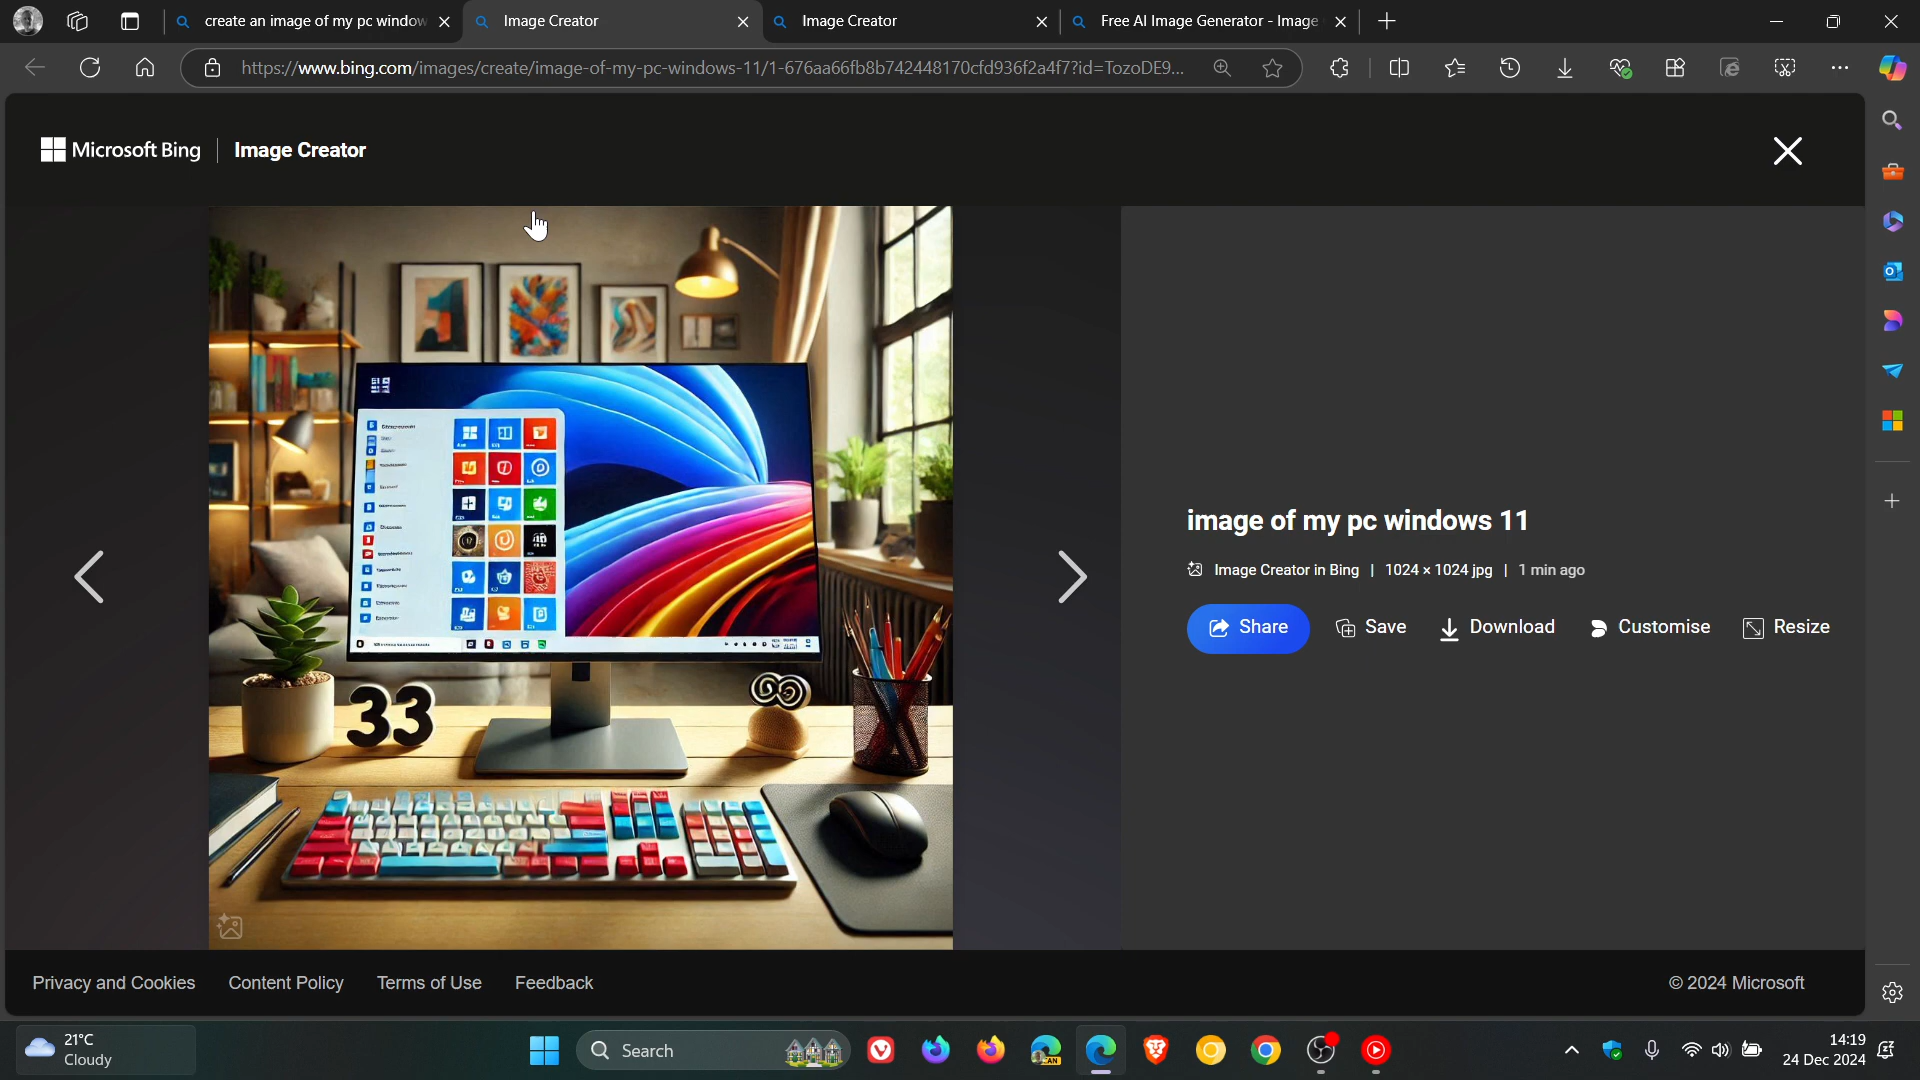 create an image of my pc window
Image Creator
Image Creator
Free AI Image Generator - Image
https://www.bing.com/images/create/image-of-my-pc-windows-11/1-676aa66fb8b742448170cfd936f2a4f7?id=TozoDE9...
Microsoft Bing
Image Creator
33
image of my pc windows 11
Image Creator in Bing | 1024 × 1024 jpg | 1 min ago
Share
Save
Download
Customise
Resize
Privacy and Cookies
Content Policy
Terms of Use
Feedback
© 2024 Microsoft
21°C
Cloudy
Search
CAN
14:19
24 Dec 2024